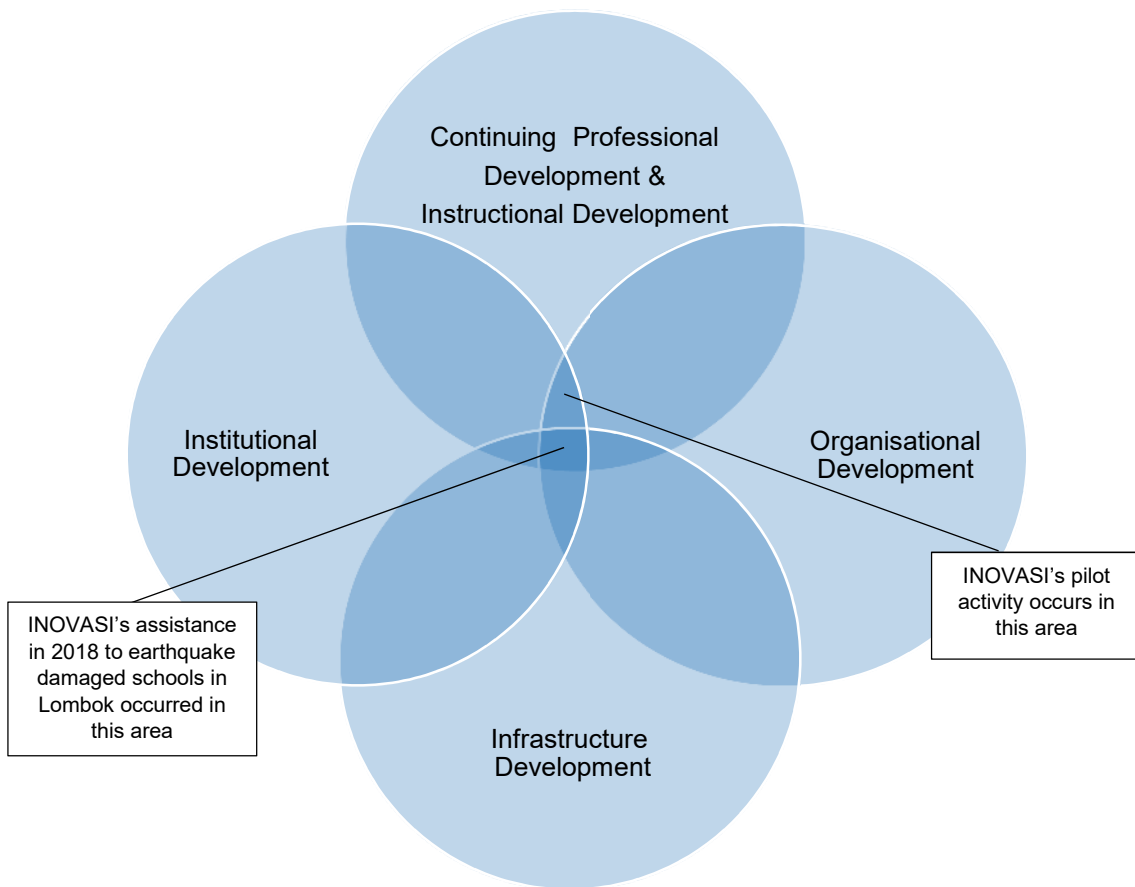 Continuing Professional
Development &
Instructional Development
Institutional
Development
Organisational
Development
INOVASI's pilot
activity occurs in
this area
INOVASI's assistance
in 2018 to earthquake
damaged schools in
Lombok occurred in
this area
Infrastructure
Development